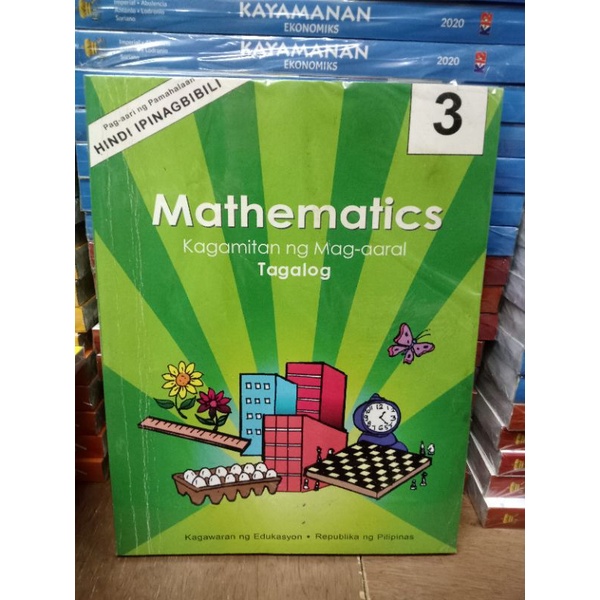 KAYAMANAN
EKONOMIKS
2020
KAYAMANAN
EKONOMIKS
2020
Pag-aari ng Pamahalaan
HINDI IPINAGBIBILI
3
Mathematics
Kagamitan ng Mag-aaral
Tagalog
Kagawaran ng Edukasyon • Republika ng Pilipinas